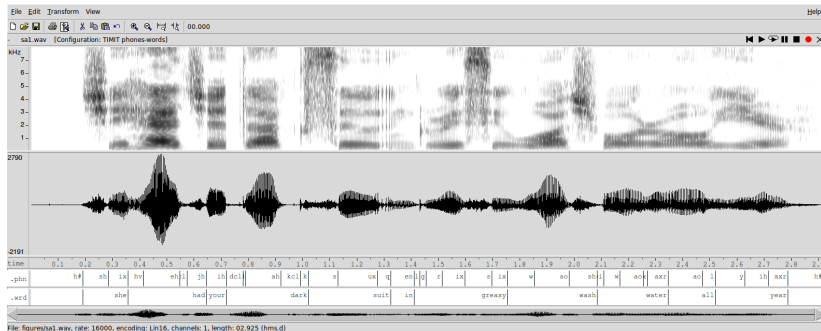 File Edit Transform View Help
00.000
- sa1.wav [Configuration: TIMIT phones-words]
kHz
7-
6-
5-
4-
3-
2-
1-
2790
-2191
time 0.1 0.2 0.3 0.4 0.5 0.6 0.7 0.8 0.9 1.0 1.1 1.2 1.3 1.4 1.5 1.6 1.7 1.8 1.9 2.0 2.1 2.2 2.3 2.4 2.5 2.6 2.7 2.8
.phn h# sh ix hv jh ih ah kcl k s ux q en r ix s ix w ao w axr ao l y ih axr
.wrd she had your dark suit in greasy wash water all year
File: figures/sa1.wav, rate: 16000, encoding: Lin16, channels: 1, length: 02.925 (hms.d)